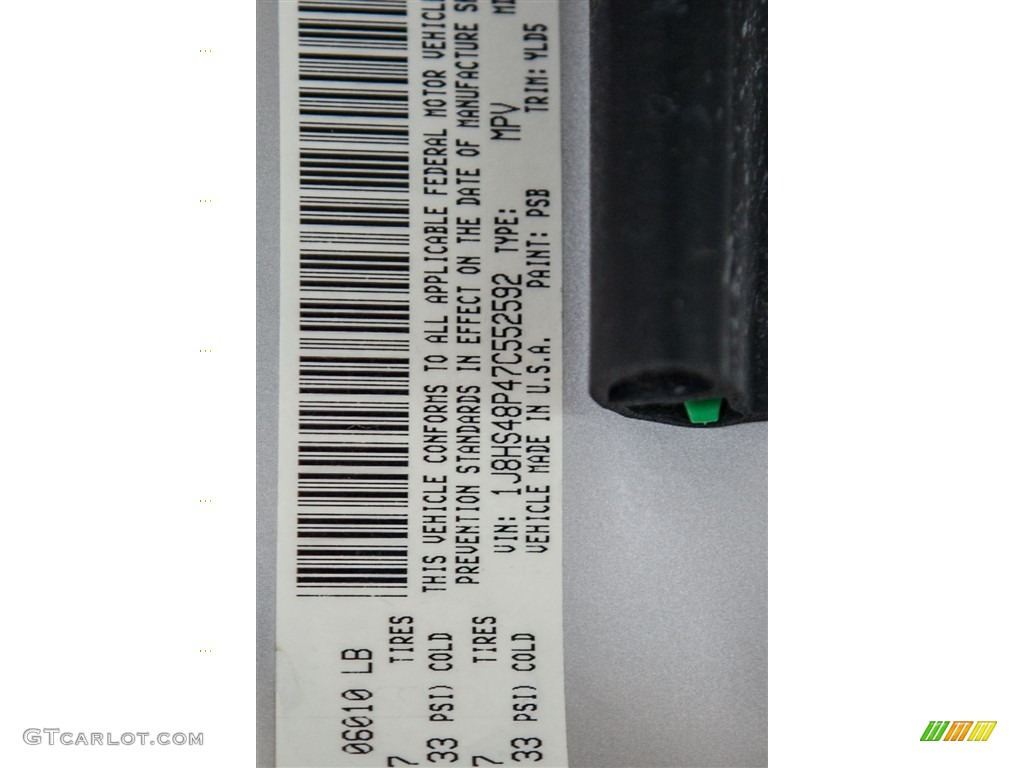 06010 LB
7 TIRES
33 PSI) COLD
7 TIRES
33 PSI) COLD
THIS VEHICLE CONFORMS TO ALL APPLICABLE FEDERAL MOTOR VEHICLE
PREVENTION STANDARDS IN EFFECT ON THE DATE OF MANUFACTURE
VIN: 1J8HS48P47C552592 TYPE: MPV
VEHICLE MADE IN U.S.A. PAINT: PSB TRIM: YLD5
GTCARLOT.COM